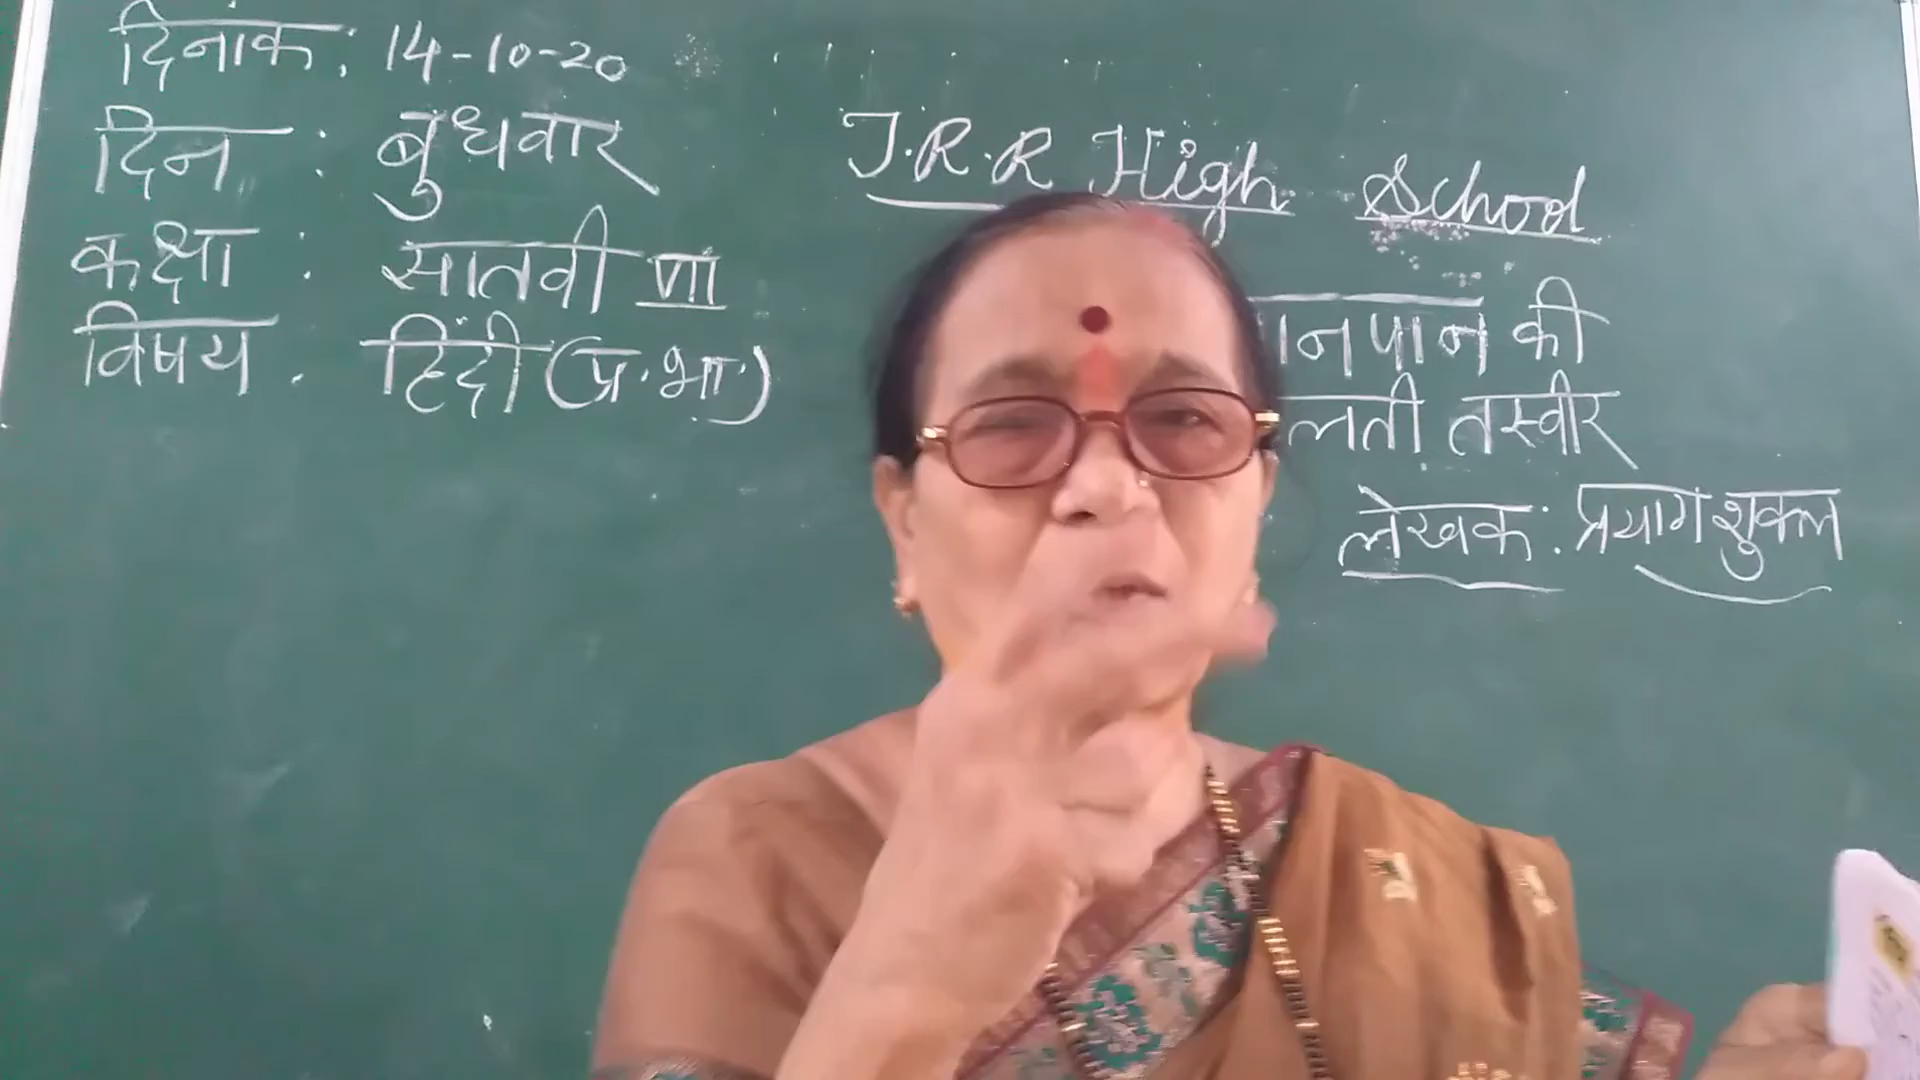 दिनांक: 14-10-20
दिन : बुधवार
कक्षा : सातवी VII
विषय . हिंदी (प्र.भा.)
J.R.R High School
की
तस्वीर
लेखक: प्रयाग शुक्ल